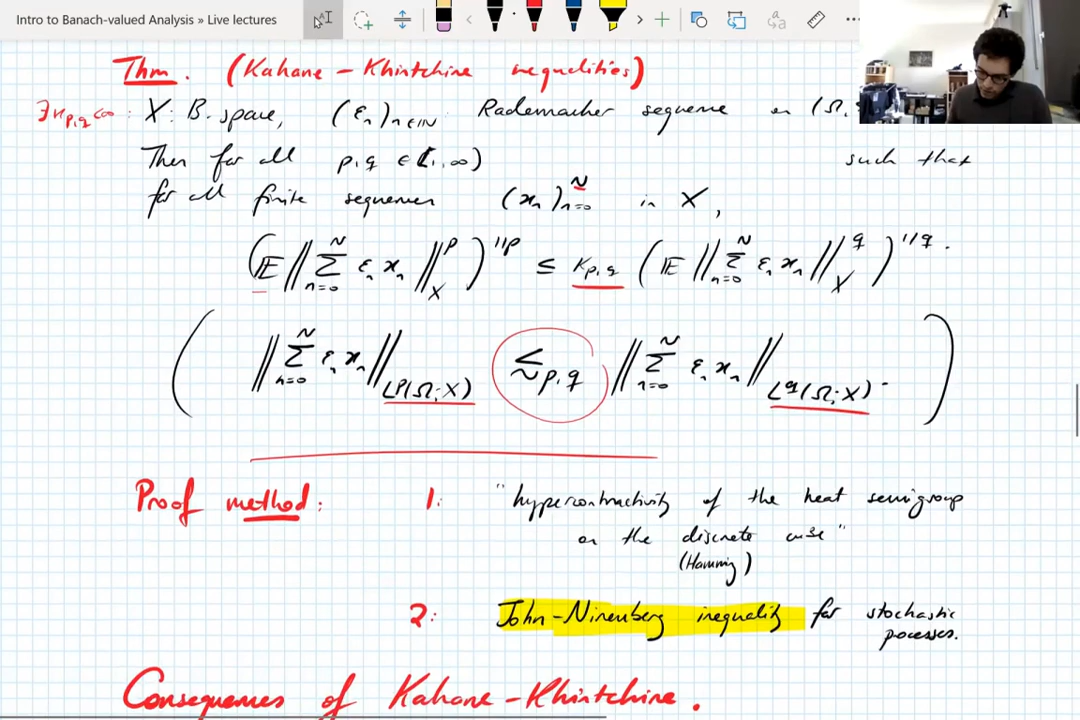 Intro to Banach-valued Analysis » Live lectures
Thm. (Kahane - Khintchine inequalities)
∃ K_{p,q} < ∞ : X : B. space, (ε_n)_{n∈ℕ} Rademacher sequence on (Ω,
Then for all p,q ∈ [1,∞) such that
for all finite sequences (x_n)_{n=0}^N in X,
(𝔼 ‖ Σ_{n=0}^N ε_n x_n ‖_X^p)^{1/p} ≤ K_{p,q} (𝔼 ‖ Σ_{n=0}^N ε_n x_n ‖_X^q)^{1/q}.
( ‖ Σ_{n=0}^N ε_n x_n ‖_{L^p(Ω;X)} ≲_{p,q} ‖ Σ_{n=0}^N ε_n x_n ‖_{L^q(Ω;X)}. )
Proof method: 1: "hypercontractivity of the heat semigroup
on the discrete cube"
(Hamming)
2: John-Nirenberg inequality for stochastic
processes.
Consequences of Kahane-Khintchine.